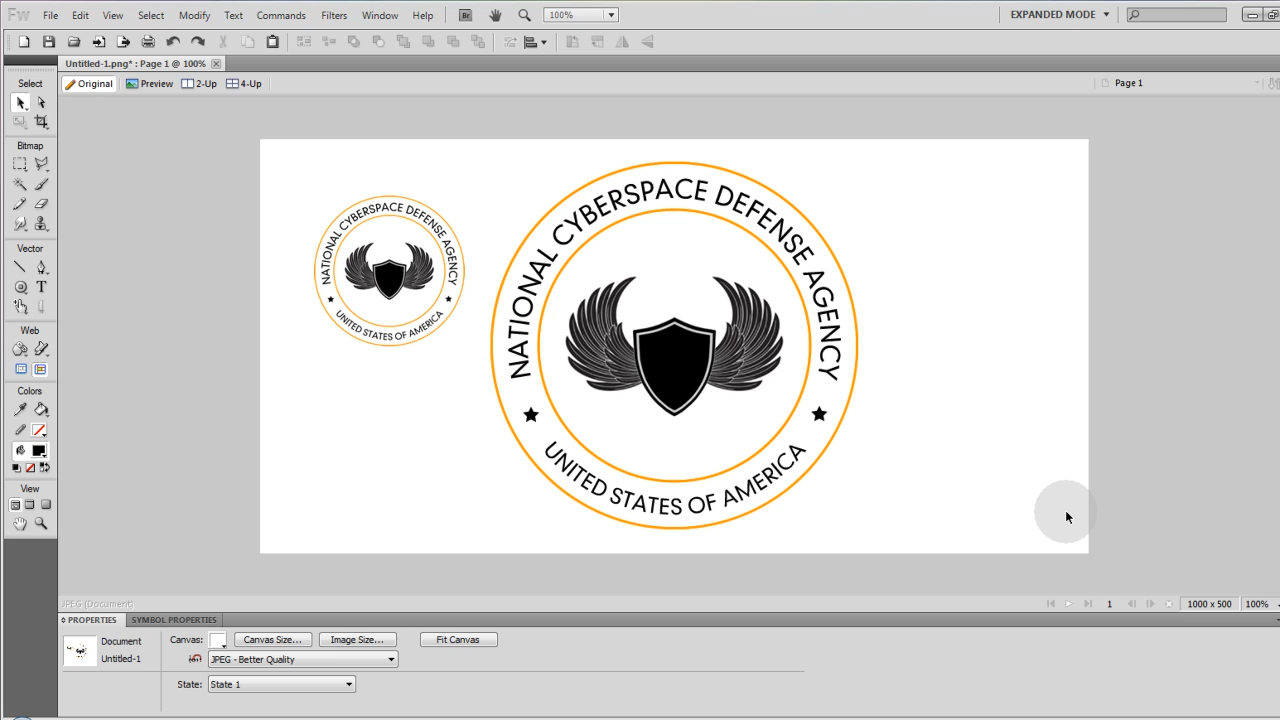 Fw File Edit View Select Modify Text Commands Filters Window Help Br 100% EXPANDED MODE
Untitled-1.png* : Page 1 @ 100%
Original Preview 2-Up 4-Up Page 1
Select
Bitmap
Vector
T
Web
Colors
View
NATIONAL CYBERSPACE DEFENSE AGENCY
UNITED STATES OF AMERICA
NATIONAL CYBERSPACE DEFENSE AGENCY
UNITED STATES OF AMERICA
JPEG (Document) 1 1000 x 500 100%
PROPERTIES SYMBOL PROPERTIES
Document Canvas: Canvas Size... Image Size... Fit Canvas
Untitled-1 JPEG - Better Quality
State: State 1